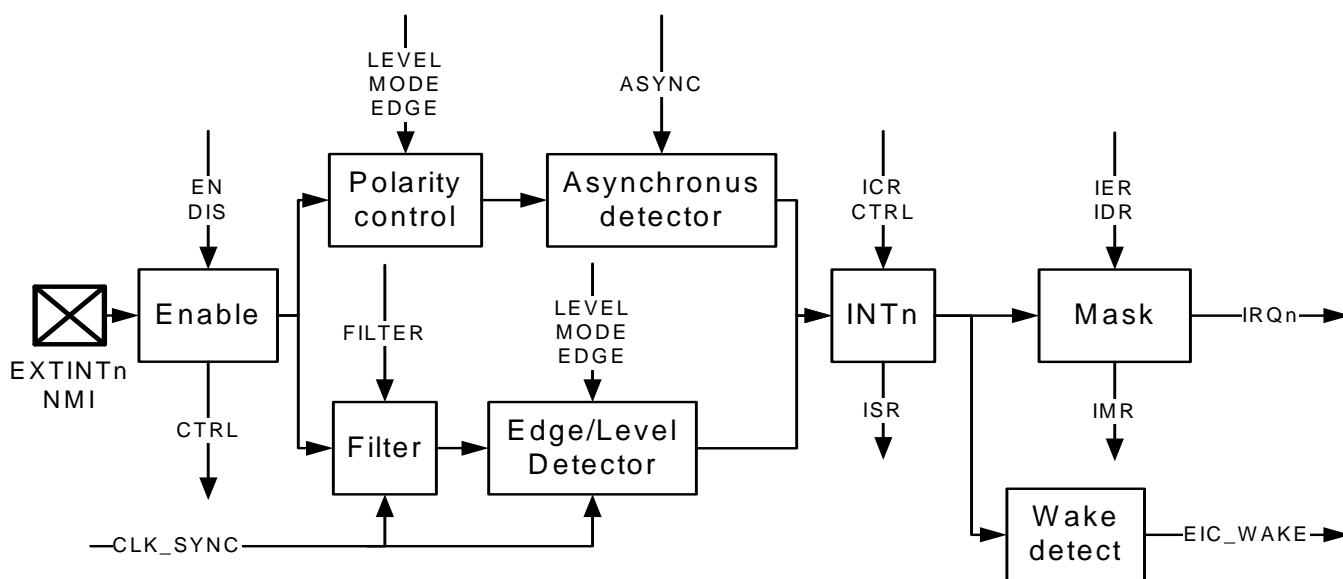 LEVEL
MODE
EDGE
ASYNC
EN
DIS
Polarity
control
Asynchronus
detector
ICR
CTRL
IER
IDR
EXTINTn
NMI
Enable
FILTER
LEVEL
MODE
EDGE
INTn
Mask
IRQn
CTRL
Filter
Edge/Level
Detector
ISR
IMR
CLK_SYNC
Wake
detect
EIC_WAKE